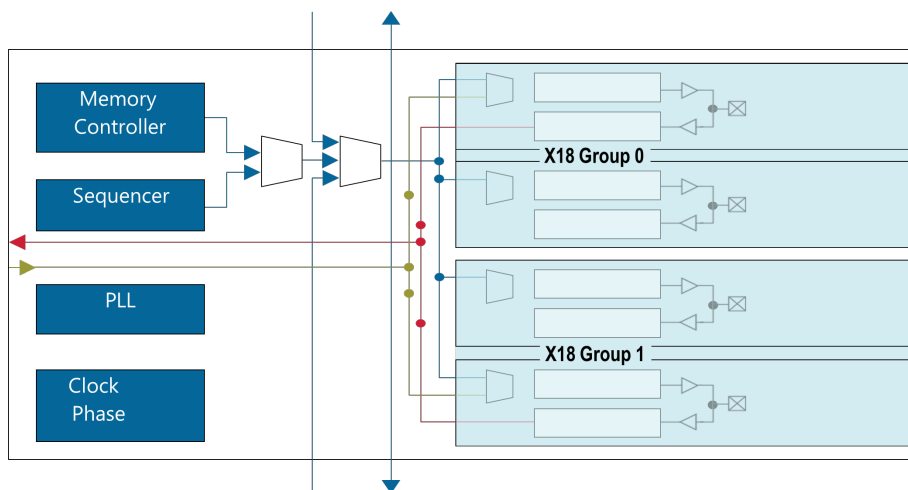 Memory
Controller
Sequencer
PLL
Clock
Phase
X18 Group 0
X18 Group 1